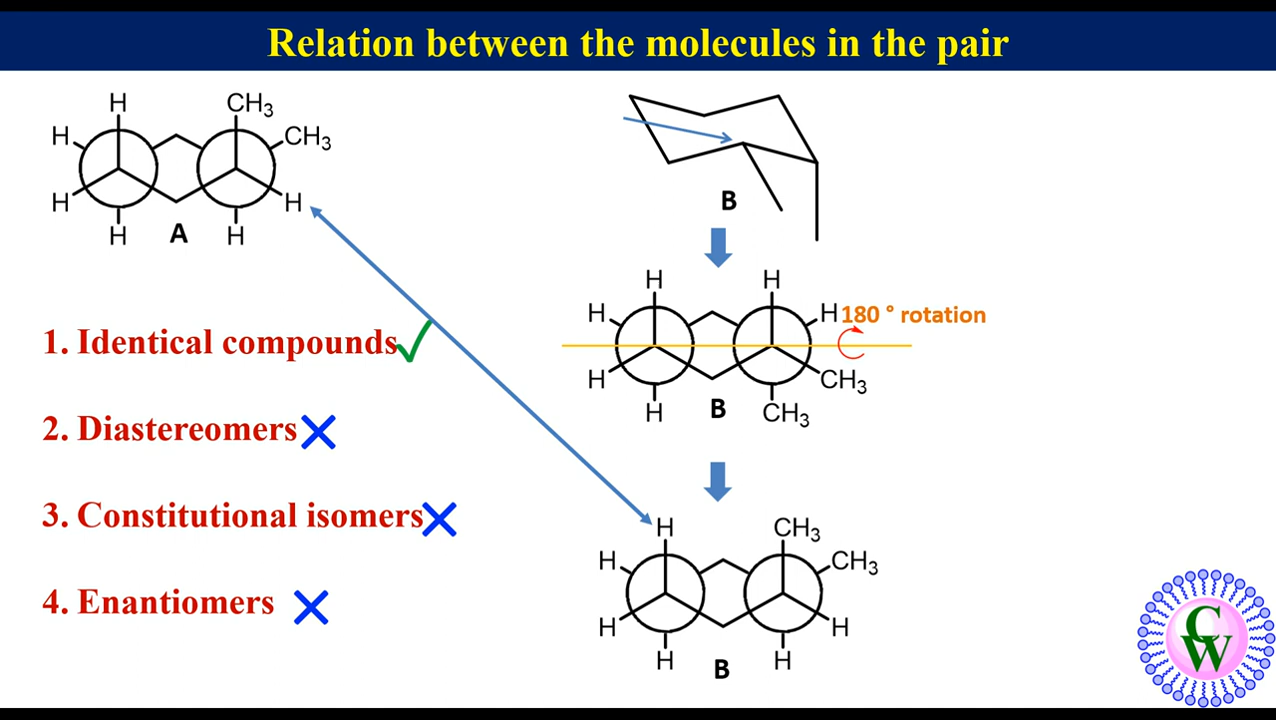 Relation between the molecules in the pair
H CH3
H CH3
H H
H A H
1. Identical compounds
2. Diastereomers
3. Constitutional isomers
4. Enantiomers
B
H H
H H 180 ° rotation
H CH3
H B CH3
H CH3
H CH3
H H
H B H
CW